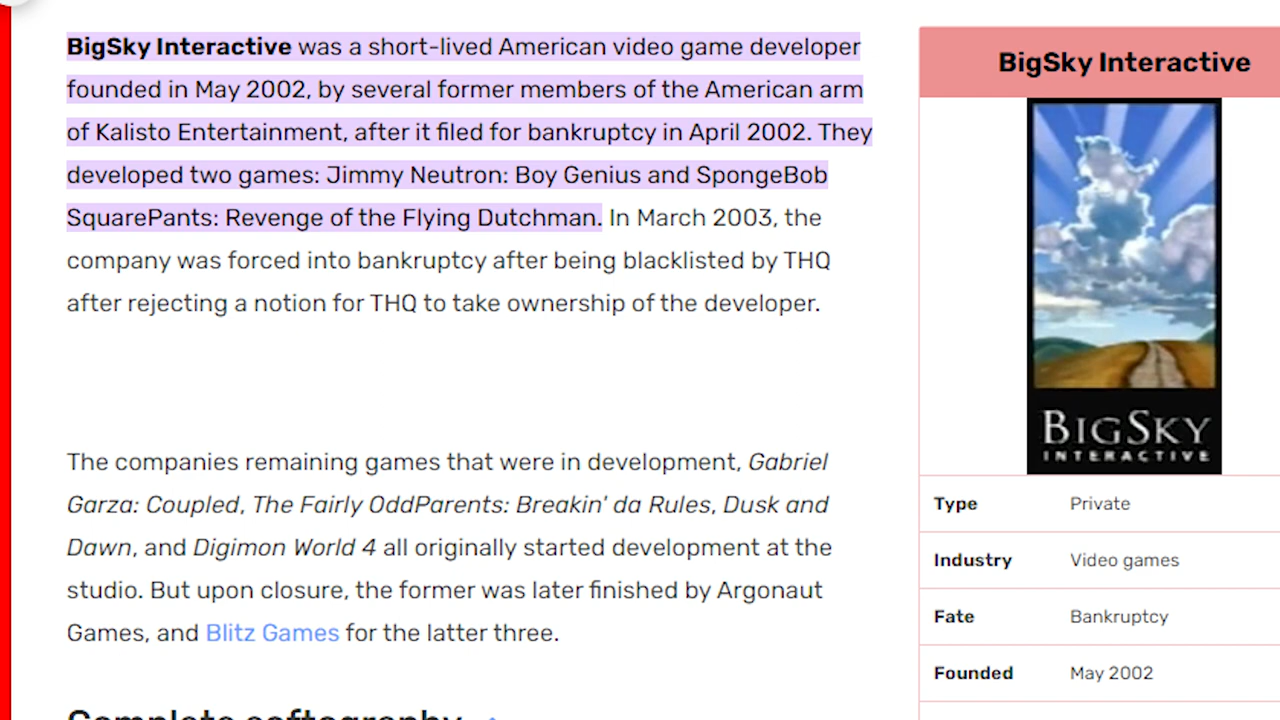 BigSky Interactive was a short-lived American video game developer
founded in May 2002, by several former members of the American arm
of Kalisto Entertainment, after it filed for bankruptcy in April 2002. They
developed two games: Jimmy Neutron: Boy Genius and SpongeBob
SquarePants: Revenge of the Flying Dutchman. In March 2003, the
company was forced into bankruptcy after being blacklisted by THQ
after rejecting a notion for THQ to take ownership of the developer.
The companies remaining games that were in development, Gabriel
Garza: Coupled, The Fairly OddParents: Breakin' da Rules, Dusk and
Dawn, and Digimon World 4 all originally started development at the
studio. But upon closure, the former was later finished by Argonaut
Games, and Blitz Games for the latter three.
Complete softography
BigSky Interactive
BIGSKY
INTERACTIVE
Type Private
Industry Video games
Fate Bankruptcy
Founded May 2002